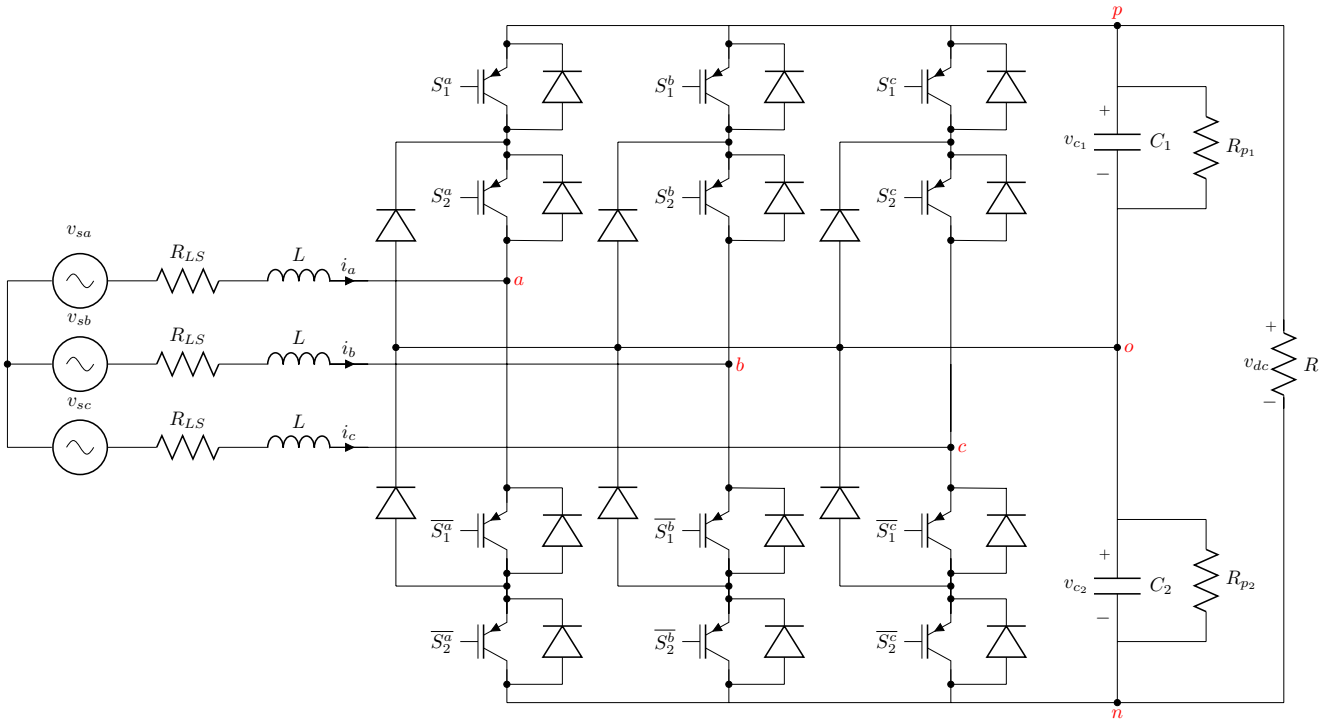 p
S_1^a S_1^b S_1^c
+
v_{c_1} C_1 R_{p_1}
−
S_2^a S_2^b S_2^c
v_{sa}
R_{LS} L i_a
a
v_{sb}
R_{LS} L i_b
+
o
b
v_{dc} R
−
v_{sc}
R_{LS} L i_c
c
\overline{S_1^a} \overline{S_1^b} \overline{S_1^c}
+
v_{c_2} C_2 R_{p_2}
−
\overline{S_2^a} \overline{S_2^b} \overline{S_2^c}
n